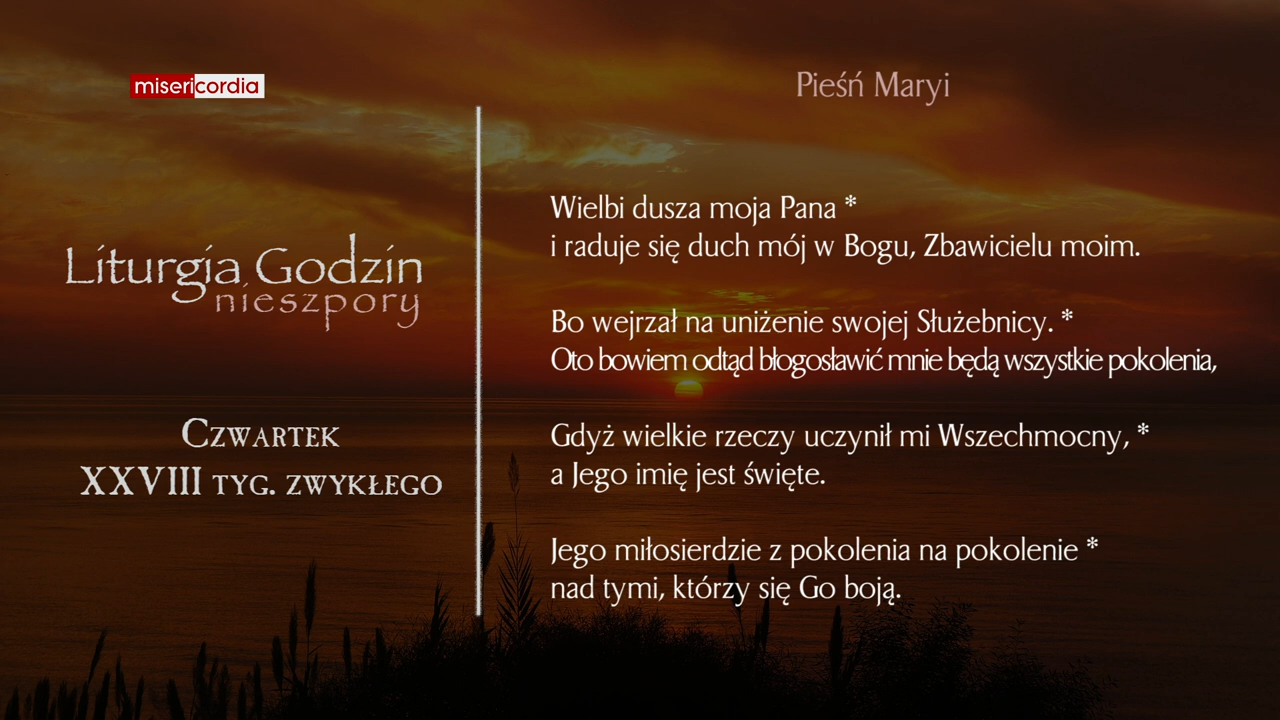 misericordia
Liturgia Godzin
nieszpory
Czwartek
XXVIII tyg. zwykłego
Pieśń Maryi
Wielbi dusza moja Pana *
i raduje się duch mój w Bogu, Zbawicielu moim.
Bo wejrzał na uniżenie swojej Służebnicy. *
Oto bowiem odtąd błogosławić mnie będą wszystkie pokolenia,
Gdyż wielkie rzeczy uczynił mi Wszechmocny, *
a Jego imię jest święte.
Jego miłosierdzie z pokolenia na pokolenie *
nad tymi, którzy się Go boją.